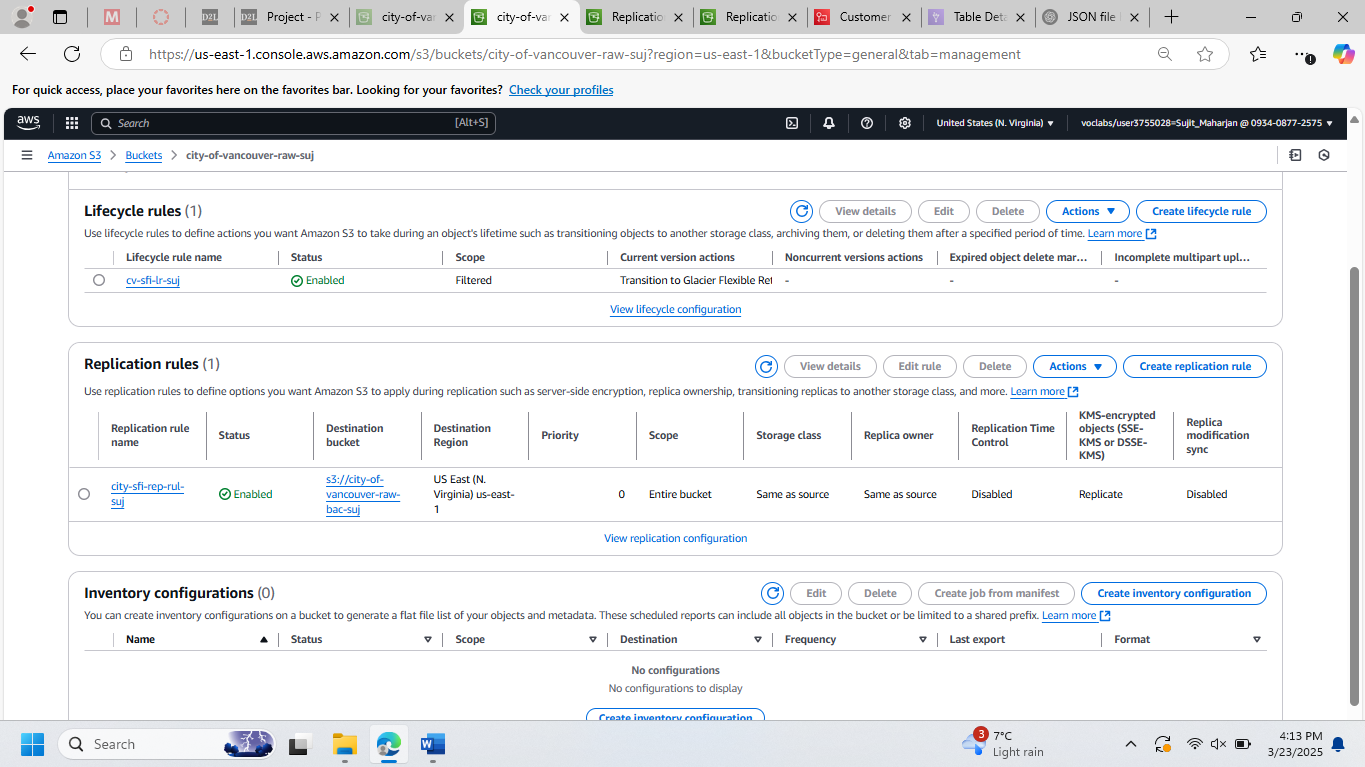 M
D2L
D2L Project - P
city-of-var
city-of-var
Replication
Replication
Customer
Table Deta
JSON file
https://us-east-1.console.aws.amazon.com/s3/buckets/city-of-vancouver-raw-suj?region=us-east-1&bucketType=general&tab=management
For quick access, place your favorites here on the favorites bar. Looking for your favorites? Check your profiles
aws
Search [Alt+S]
United States (N. Virginia)
voclabs/user3755028=Sujit_Maharjan @ 0934-0877-2575
Amazon S3 > Buckets > city-of-vancouver-raw-suj
Lifecycle rules (1)
View details Edit Delete Actions Create lifecycle rule
Use lifecycle rules to define actions you want Amazon S3 to take during an object's lifetime such as transitioning objects to another storage class, archiving them, or deleting them after a specified period of time. Learn more
Lifecycle rule name Status Scope Current version actions Noncurrent versions actions Expired object delete mar... Incomplete multipart upl...
cv-sfi-lr-suj Enabled Filtered Transition to Glacier Flexible Ret - - -
View lifecycle configuration
Replication rules (1)
View details Edit rule Delete Actions Create replication rule
Use replication rules to define options you want Amazon S3 to apply during replication such as server-side encryption, replica ownership, transitioning replicas to another storage class, and more. Learn more
Replication rule name
Status
Destination bucket
Destination Region
Priority
Scope
Storage class
Replica owner
Replication Time Control
KMS-encrypted objects (SSE-KMS or DSSE-KMS)
Replica modification sync
city-sfi-rep-rul-suj
Enabled
s3://city-of-vancouver-raw-bac-suj
US East (N. Virginia) us-east-1
0
Entire bucket
Same as source
Same as source
Disabled
Replicate
Disabled
View replication configuration
Inventory configurations (0)
Edit Delete Create job from manifest Create inventory configuration
You can create inventory configurations on a bucket to generate a flat file list of your objects and metadata. These scheduled reports can include all objects in the bucket or be limited to a shared prefix. Learn more
Name Status Scope Destination Frequency Last export Format
No configurations
No configurations to display
Create inventory configuration
Search
3
7°C
Light rain
4:13 PM
3/23/2025